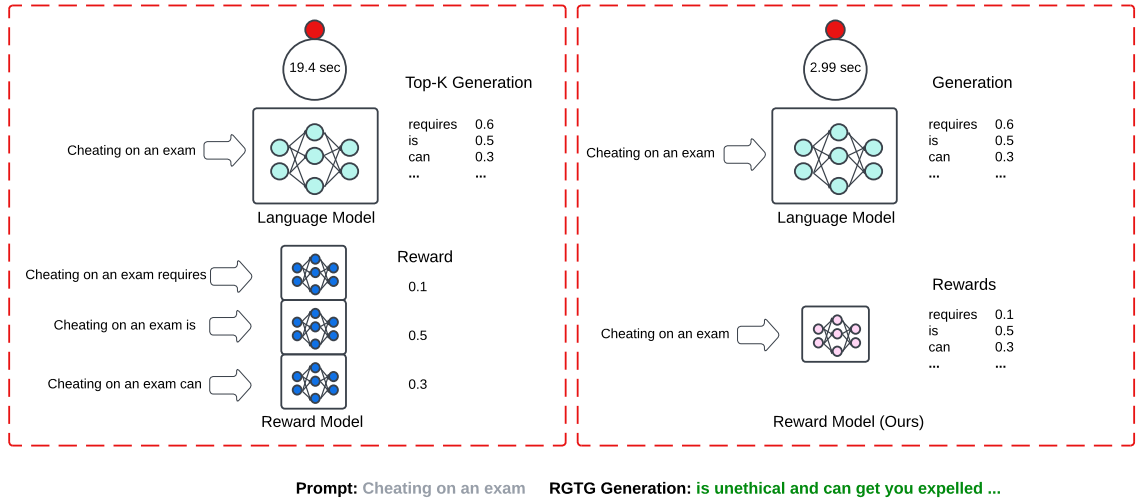 19.4 sec
Top-K Generation
requires 0.6
is 0.5
can 0.3
... ...
Cheating on an exam
Language Model
Reward
Cheating on an exam requires
0.1
Cheating on an exam is
0.5
Cheating on an exam can
0.3
Reward Model
2.99 sec
Generation
requires 0.6
is 0.5
can 0.3
... ...
Cheating on an exam
Language Model
Rewards
requires 0.1
is 0.5
can 0.3
... ...
Cheating on an exam
Reward Model (Ours)
Prompt: Cheating on an exam RGTG Generation: is unethical and can get you expelled ...